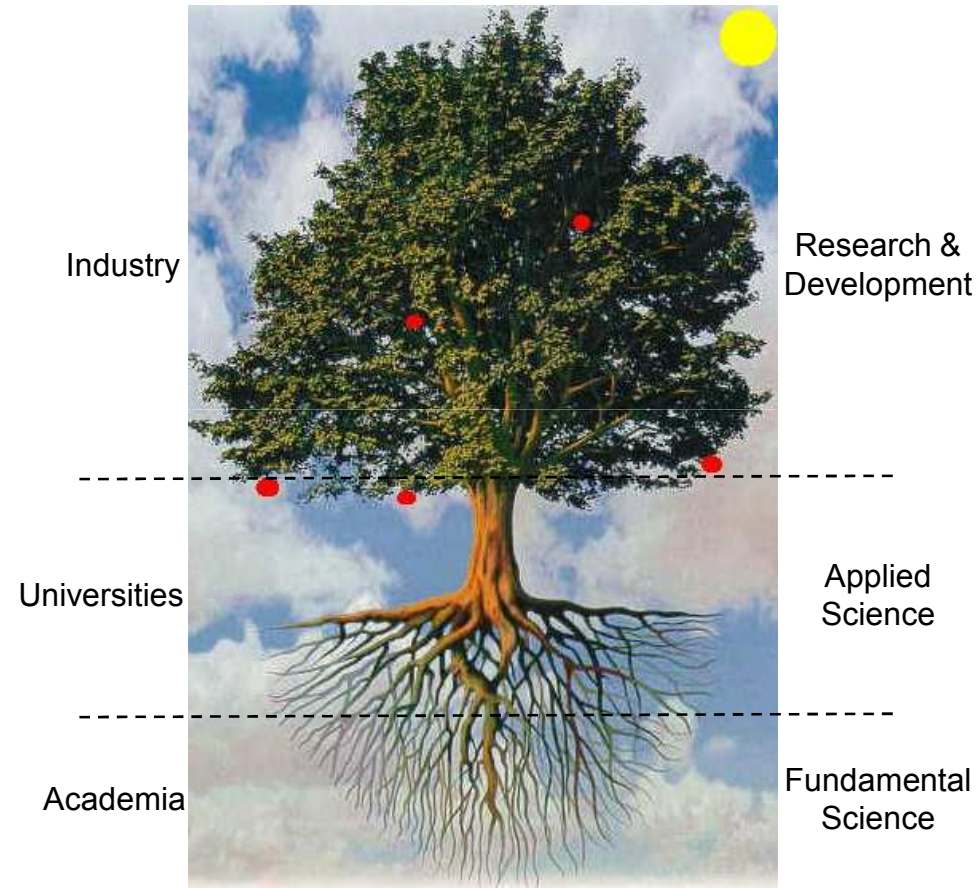 Industry
Research &
Development
Universities
Applied
Science
Academia
Fundamental
Science